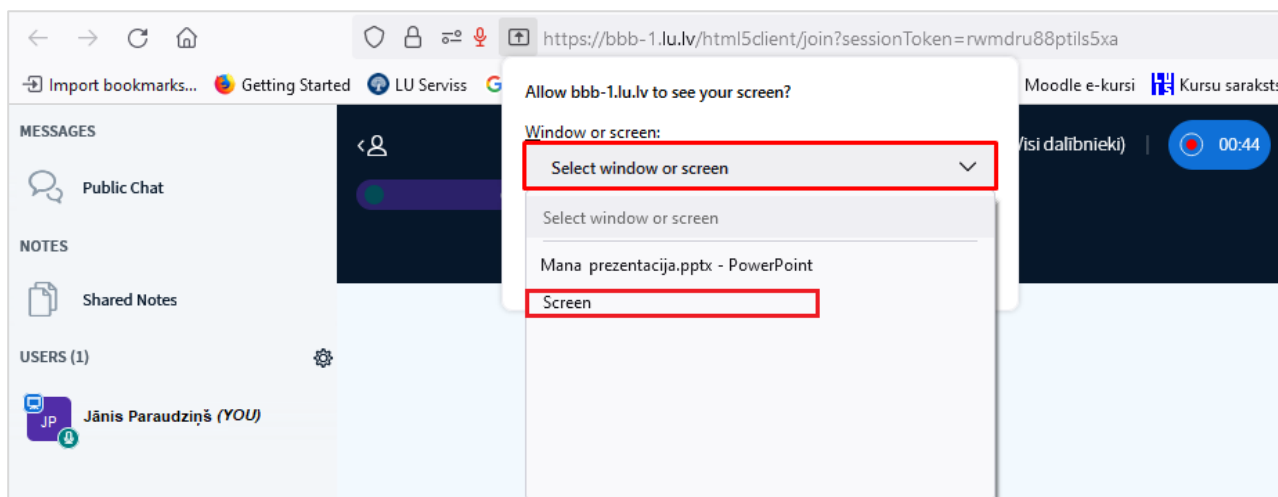 https://bbb-1.lu.lv/html5client/join?sessionToken=rwmdru88ptils5xa
Import bookmarks... Getting Started LU Serviss Moodle e-kursi Kursu saraksts
Allow bbb-1.lu.lv to see your screen?
MESSAGES
Window or screen:
dalībnieki) 00:44
Select window or screen
Public Chat
Select window or screen
NOTES
Mana prezentacija.pptx - PowerPoint
Shared Notes
Screen
USERS (1)
JP Jānis Paraudziņš (YOU)